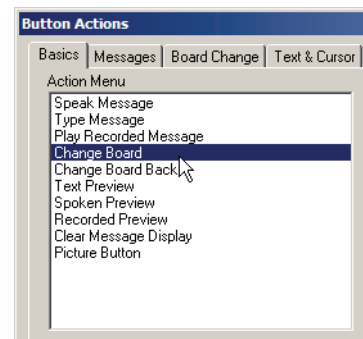 Button Actions
Basics Messages Board Change Text & Cursor
Action Menu
Speak Message
Type Message
Play Recorded Message
Change Board
Change Board Back
Text Preview
Spoken Preview
Recorded Preview
Clear Message Display
Picture Button